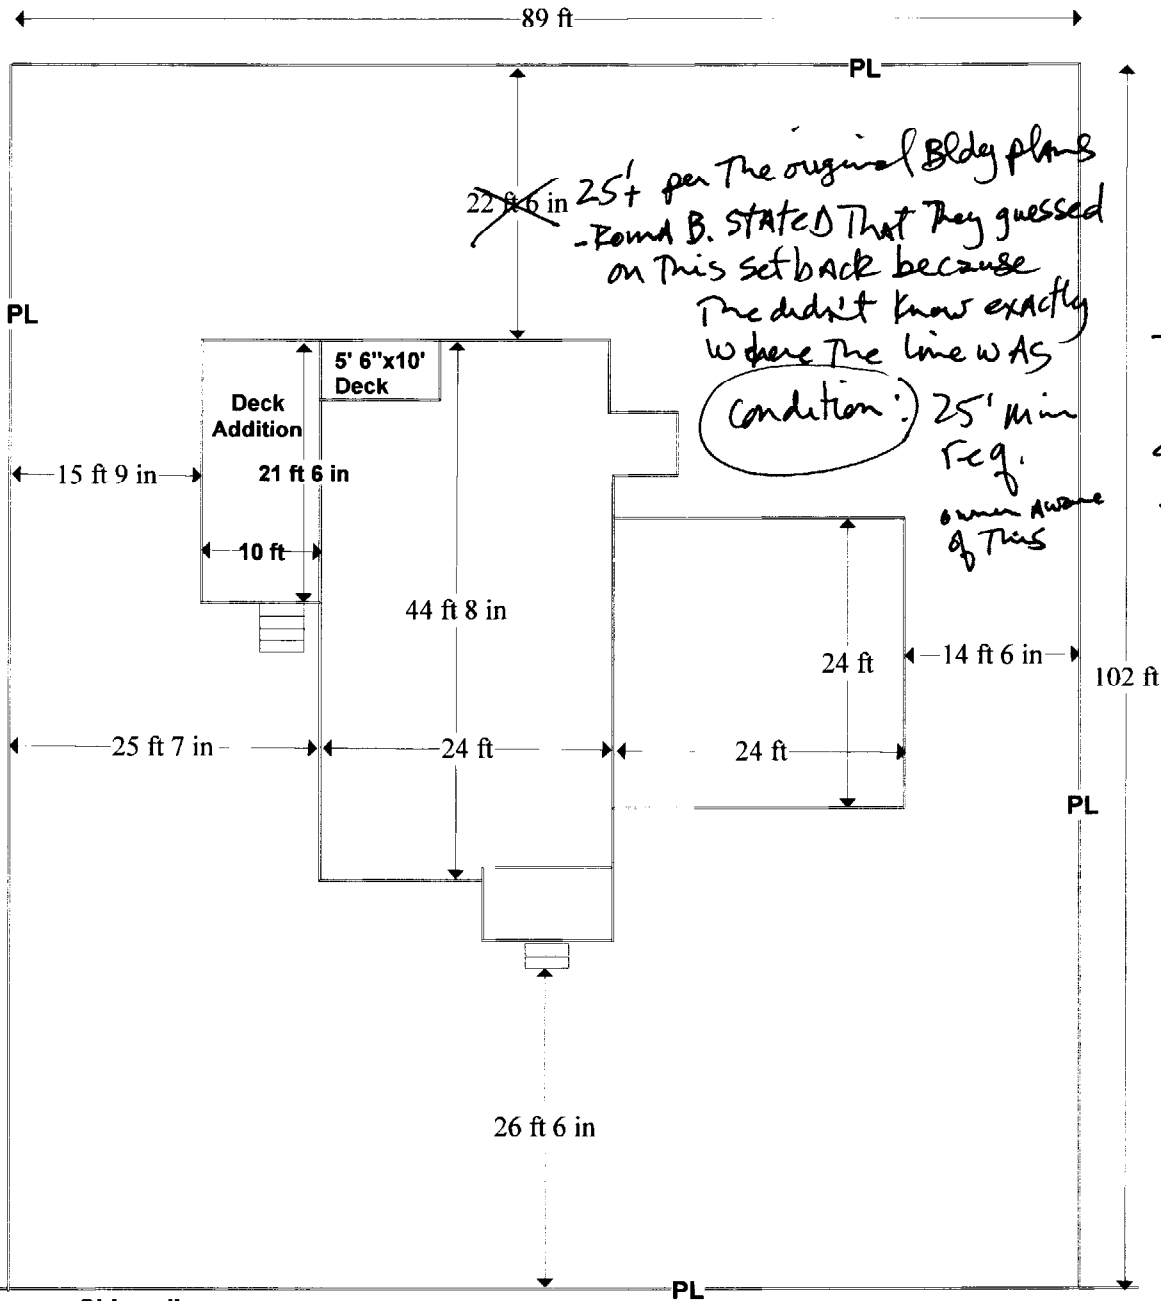 89 ft
PL
22 ft 6 in 25'+ per The original Bldg plans
B. STATED That They guessed
on This setback because
The didn't know exactly
where The line was
PL
condition: 25' min
req.
owner Aware
of This
5' 6"x10'
Deck
Deck
Addition
15 ft 9 in
21 ft 6 in
10 ft
44 ft 8 in
24 ft
14 ft 6 in
102 ft
25 ft 7 in
24 ft
24 ft
PL
26 ft 6 in
PL